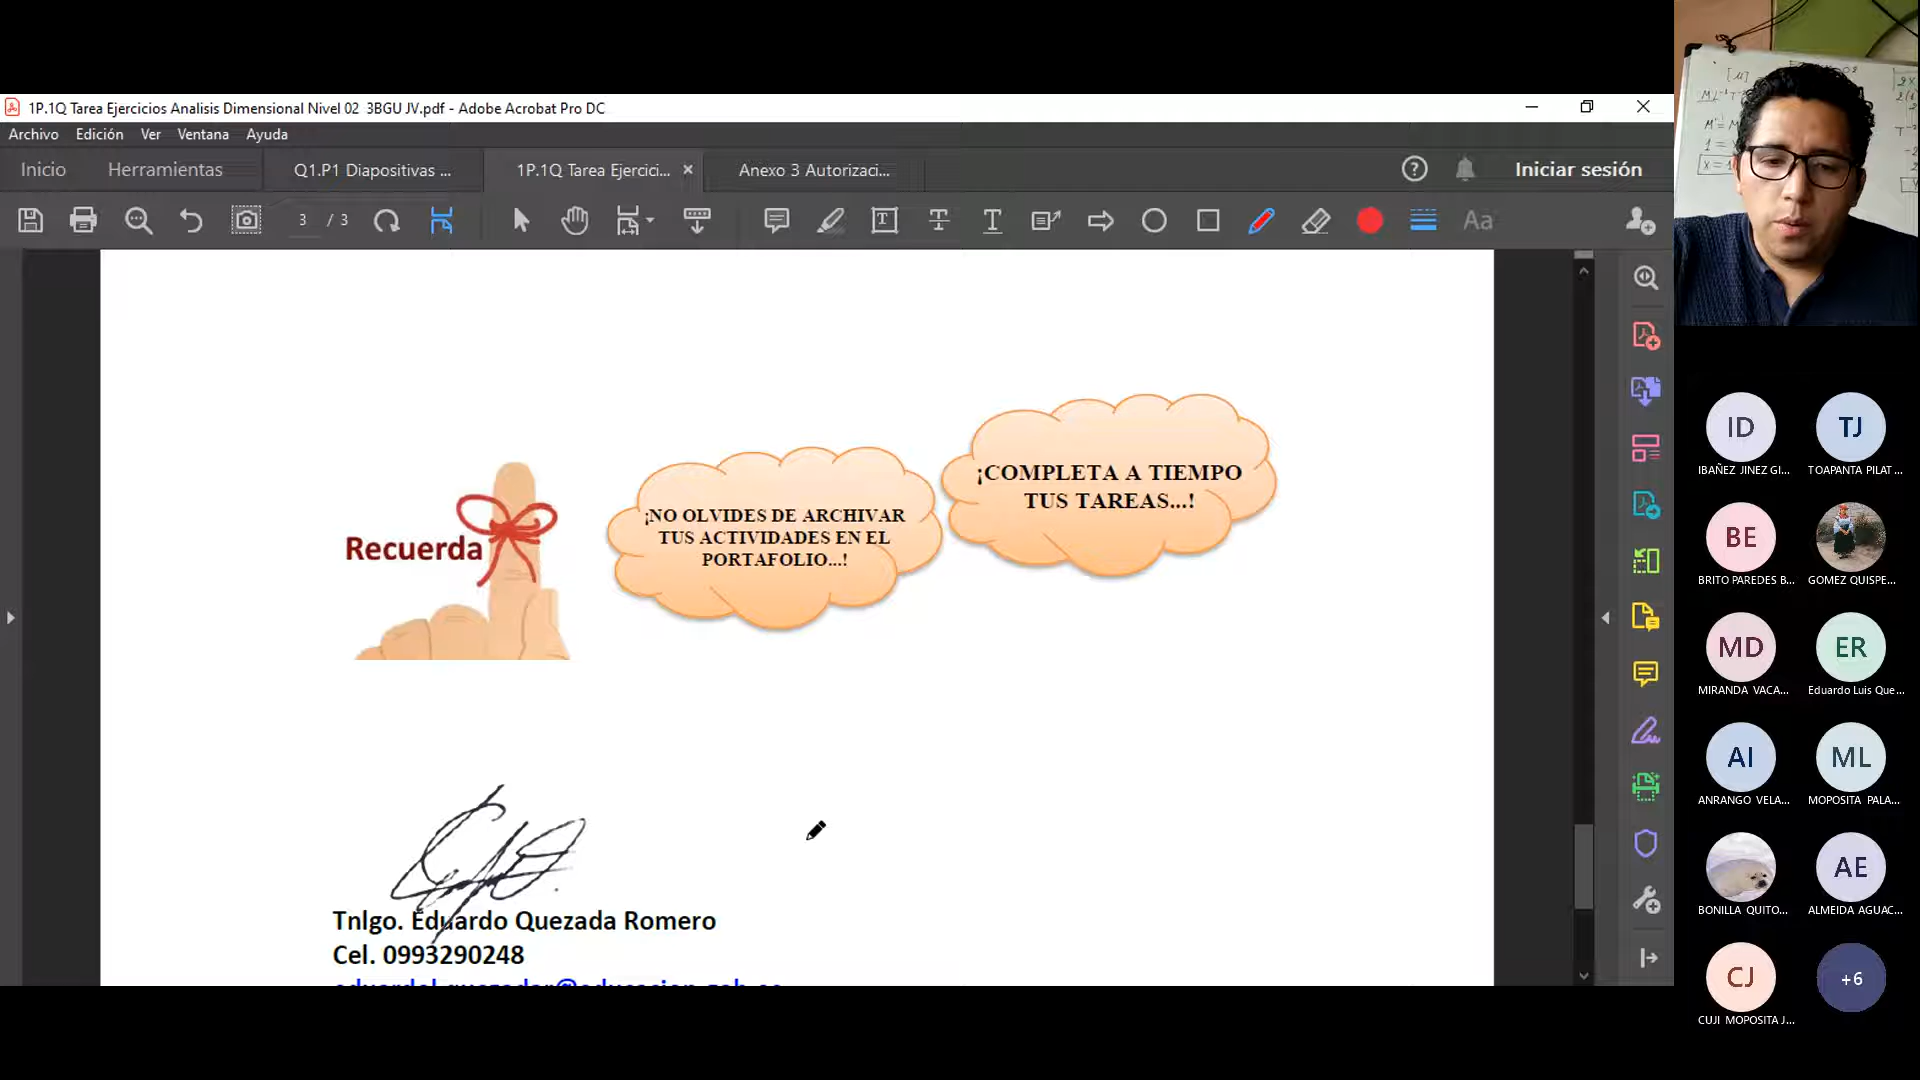 1P.1Q Tarea Ejercicios Analisis Dimensional Nivel 02 3BGU JV.pdf - Adobe Acrobat Pro DC
Archivo Edición Ver Ventana Ayuda
Inicio Herramientas Q1.P1 Diapositivas ... 1P.1Q Tarea Ejercici... × Anexo 3 Autorizaci... Iniciar sesión
3 / 3
Aa
Recuerda
¡NO OLVIDES DE ARCHIVAR
TUS ACTIVIDADES EN EL
PORTAFOLIO...!
¡COMPLETA A TIEMPO
TUS TAREAS...!
Tnlgo. Eduardo Quezada Romero
Cel. 0993290248
ID
IBAÑEZ JINEZ GI...
TJ
TOAPANTA PILAT...
BE
BRITO PAREDES B...
GOMEZ QUISPE...
MD
MIRANDA VACA...
ER
Eduardo Luis Que...
AI
ANRANGO VELA...
ML
MOPOSITA PALA...
BONILLA QUITO...
AE
ALMEIDA AGUAC...
CJ
CUJI MOPOSITA J...
+6